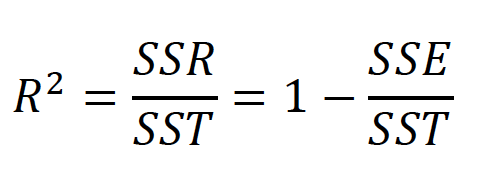 R² = SSR/SST = 1 − SSE/SST